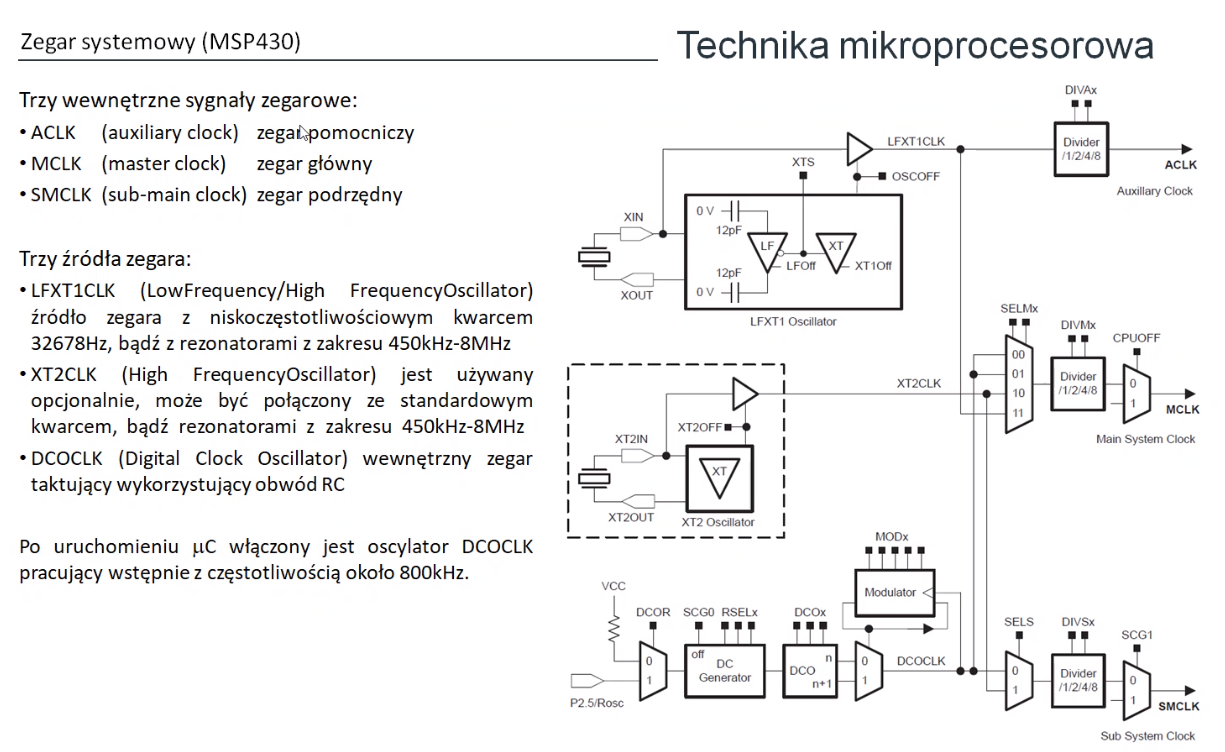 Zegar systemowy (MSP430)
Technika mikroprocesorowa
Trzy wewnętrzne sygnały zegarowe:
• ACLK (auxiliary clock) zegar pomocniczy
• MCLK (master clock) zegar główny
• SMCLK (sub-main clock) zegar podrzędny
Trzy źródła zegara:
• LFXT1CLK (LowFrequency/High FrequencyOscillator)
źródło zegara z niskoczęstotliwościowym kwarcem
32678Hz, bądź z rezonatorami z zakresu 450kHz-8MHz
• XT2CLK (High FrequencyOscillator) jest używany
opcjonalnie, może być połączony ze standardowym
kwarcem, bądź rezonatorami z zakresu 450kHz-8MHz
• DCOCLK (Digital Clock Oscillator) wewnętrzny zegar
taktujący wykorzystujący obwód RC
Po uruchomieniu μC włączony jest oscylator DCOCLK
pracujący wstępnie z częstotliwością około 800kHz.
DIVAx
LFXT1CLK
Divider
/1/2/4/8
ACLK
Auxillary Clock
XTS
OSCOFF
XIN
0 V
12pF
LF
XT
LFOff
XT1Off
12pF
0 V
XOUT
LFXT1 Oscillator
SELMx
DIVMx
CPUOFF
00
01
10
11
Divider
/1/2/4/8
0
1
MCLK
Main System Clock
XT2CLK
XT2OFF
XT2IN
XT
XT2OUT
XT2 Oscillator
MODx
Modulator
VCC
DCOR
SCG0
RSELx
DCOx
0
1
off
DC
Generator
DCO
n
n+1
0
1
DCOCLK
P2.5/Rosc
SELS
DIVSx
SCG1
0
1
Divider
/1/2/4/8
0
1
SMCLK
Sub System Clock